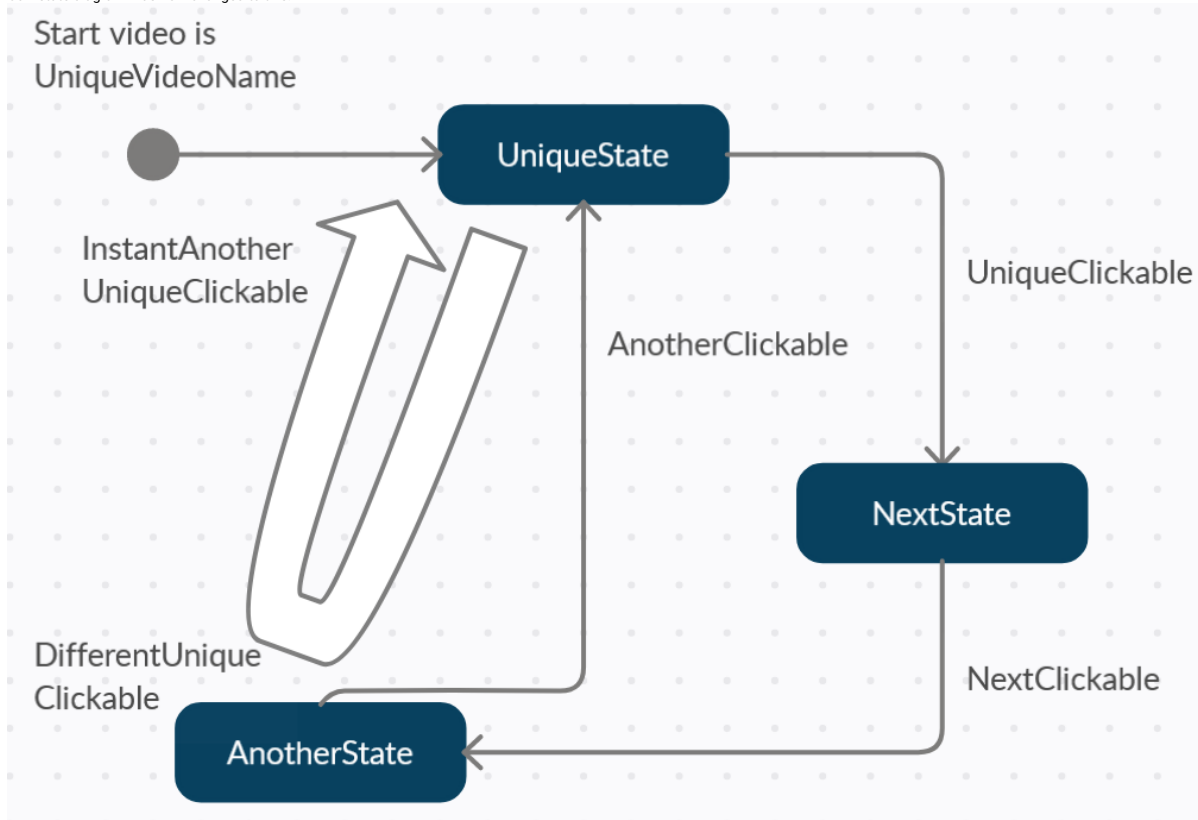 Start video is
UniqueVideoName
UniqueState
InstantAnother
UniqueClickable
UniqueClickable
AnotherClickable
NextState
DifferentUnique
Clickable
NextClickable
AnotherState